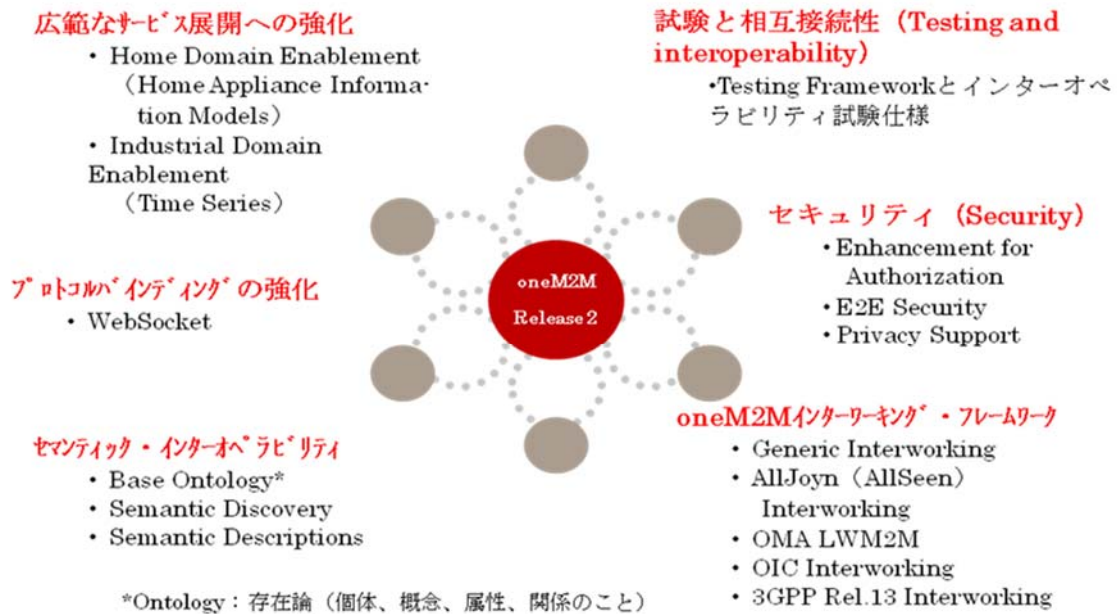 広範なｻｰﾋﾞｽ展開への強化
・ Home Domain Enablement
（Home Appliance Informa-
tion Models）
・ Industrial Domain
Enablement
（Time Series）
ﾌﾟﾛﾄｺﾙﾊﾞｲﾝﾃﾞｨﾝｸﾞの強化
・ WebSocket
ｾﾏﾝﾃｨｯｸ・ｲﾝﾀｰｵﾍﾟﾗﾋﾞﾘﾃｨ
・ Base Ontology*
・ Semantic Discovery
・ Semantic Descriptions
*Ontology：存在論（個体、概念、属性、関係のこと）
oneM2M
Release 2
試験と相互接続性（Testing and
interoperability）
・Testing Frameworkとインターオペ
ラビリティ試験仕様
セキュリティ（Security）
・Enhancement for
Authorization
・E2E Security
・Privacy Support
oneM2Mｲﾝﾀｰﾜｰｷﾝｸﾞ・ﾌﾚｰﾑﾜｰｸ
・ Generic Interworking
・ AllJoyn（AllSeen）
Interworking
・ OMA LWM2M
・ OIC Interworking
・ 3GPP Rel.13 Interworking